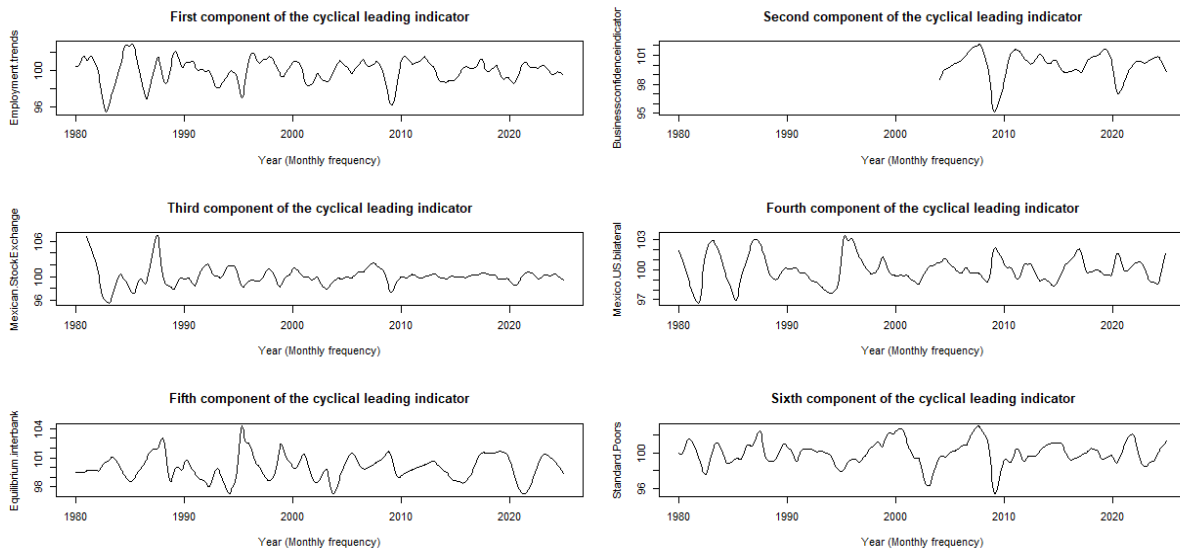 First component of the cyclical leading indicator
Employment.trends
96 100
1980 1990 2000 2010 2020
Year (Monthly frequency)
Second component of the cyclical leading indicator
Businessconfidenceindicator
95 98 101
1980 1990 2000 2010 2020
Year (Monthly frequency)
Third component of the cyclical leading indicator
Mexican.StockExchange
96 100 106
1980 1990 2000 2010 2020
Year (Monthly frequency)
Fourth component of the cyclical leading indicator
Mexico.US.bilateral
97 100 103
1980 1990 2000 2010 2020
Year (Monthly frequency)
Fifth component of the cyclical leading indicator
Equilibrium.interbank
98 101 104
1980 1990 2000 2010 2020
Year (Monthly frequency)
Sixth component of the cyclical leading indicator
Standard.Poors
96 100
1980 1990 2000 2010 2020
Year (Monthly frequency)